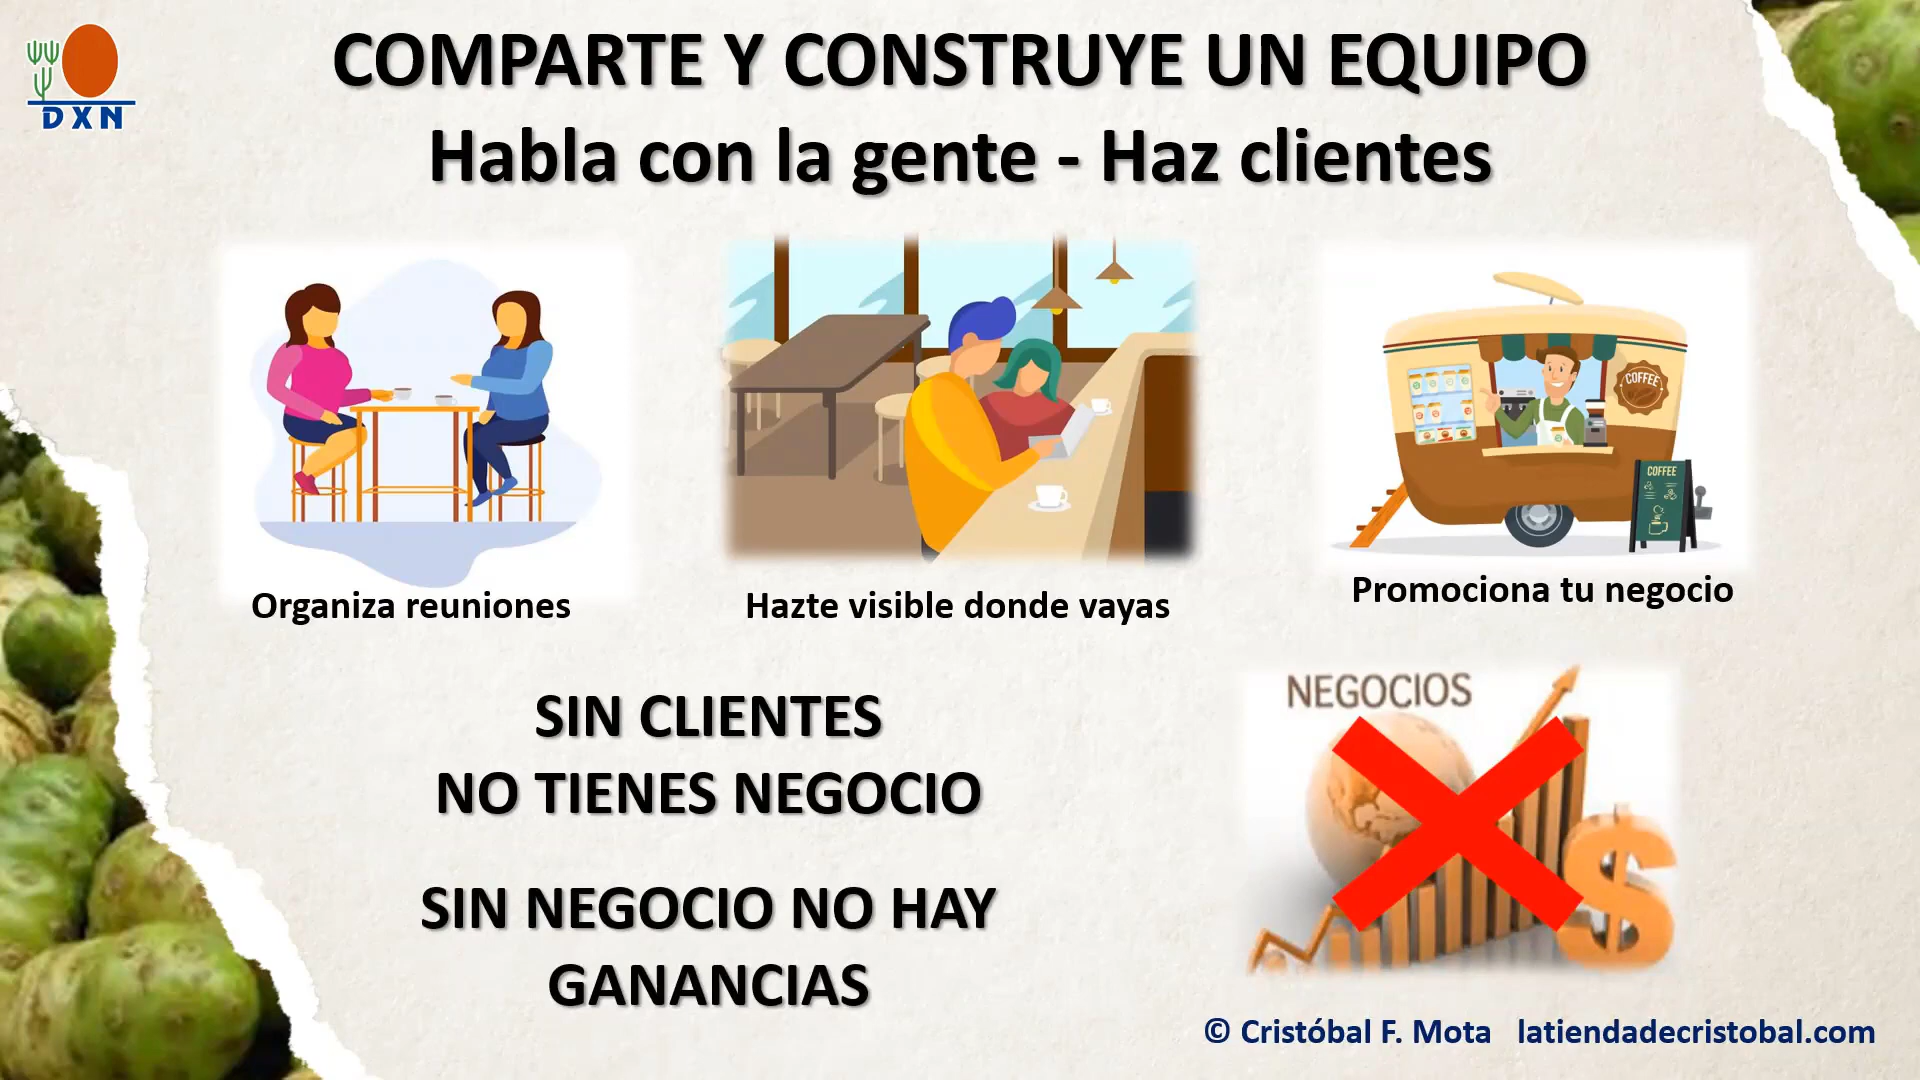 DXN
COMPARTE Y CONSTRUYE UN EQUIPO
Habla con la gente - Haz clientes
COFFEE
COFFEE
Organiza reuniones
Hazte visible donde vayas
Promociona tu negocio
SIN CLIENTES
NO TIENES NEGOCIO
SIN NEGOCIO NO HAY
GANANCIAS
NEGOCIOS
$
© Cristóbal F. Mota latiendadecristobal.com